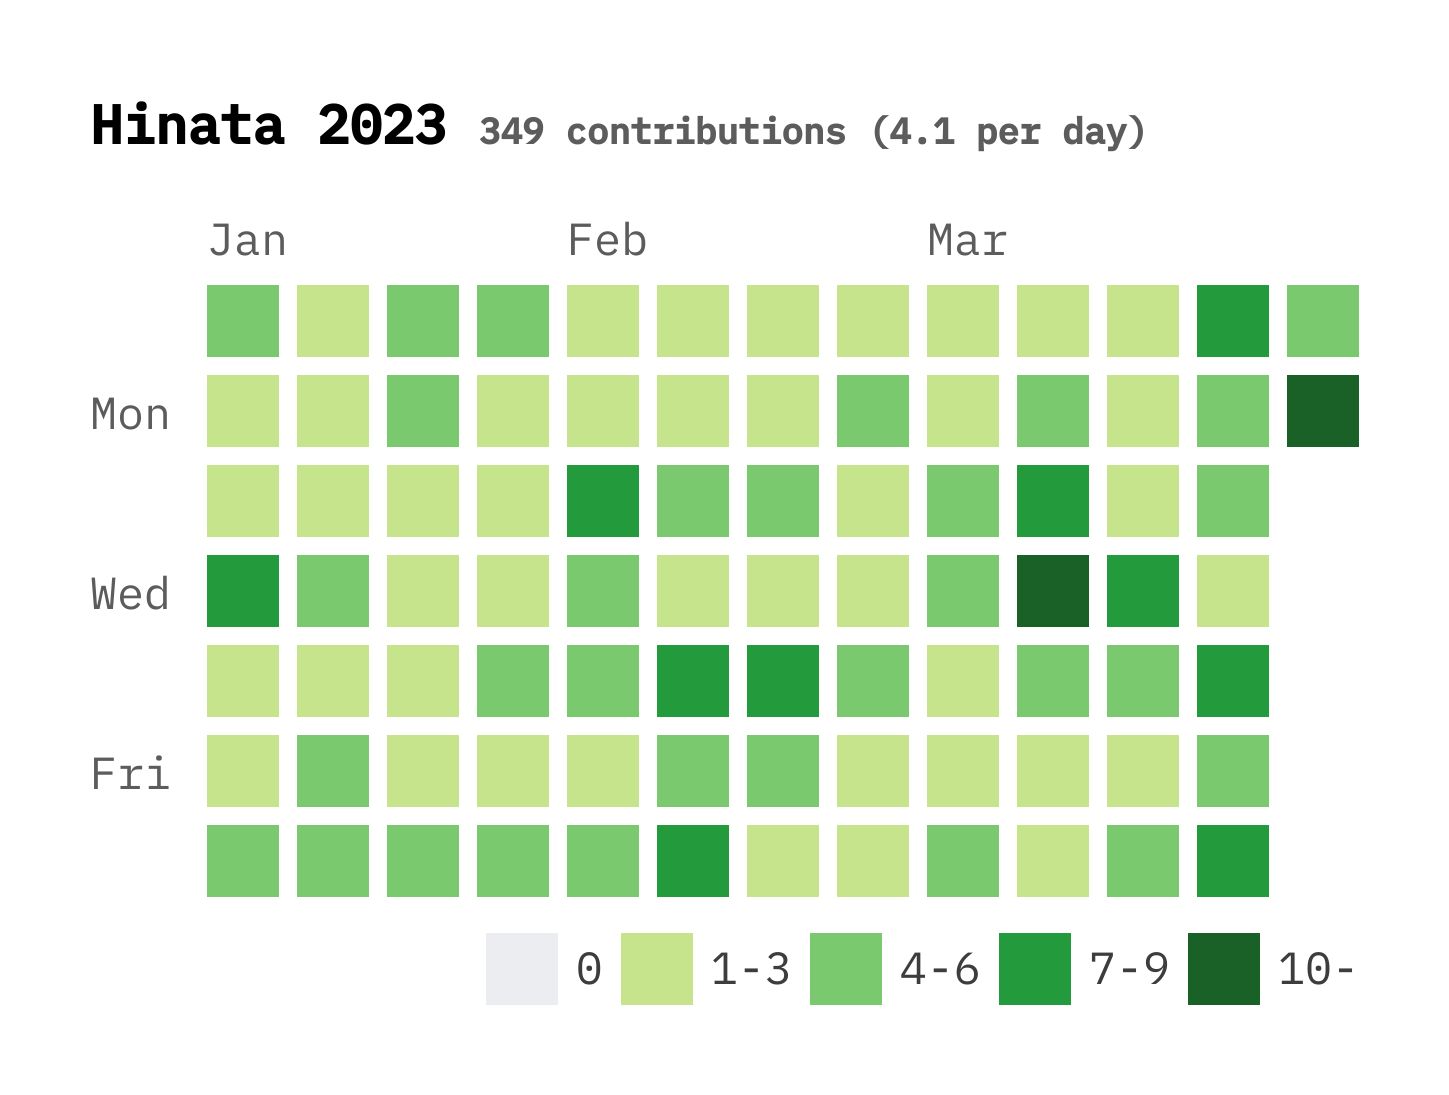 Hinata 2023 349 contributions (4.1 per day)
Jan Feb Mar
Mon
Wed
Fri
0 1-3 4-6 7-9 10-